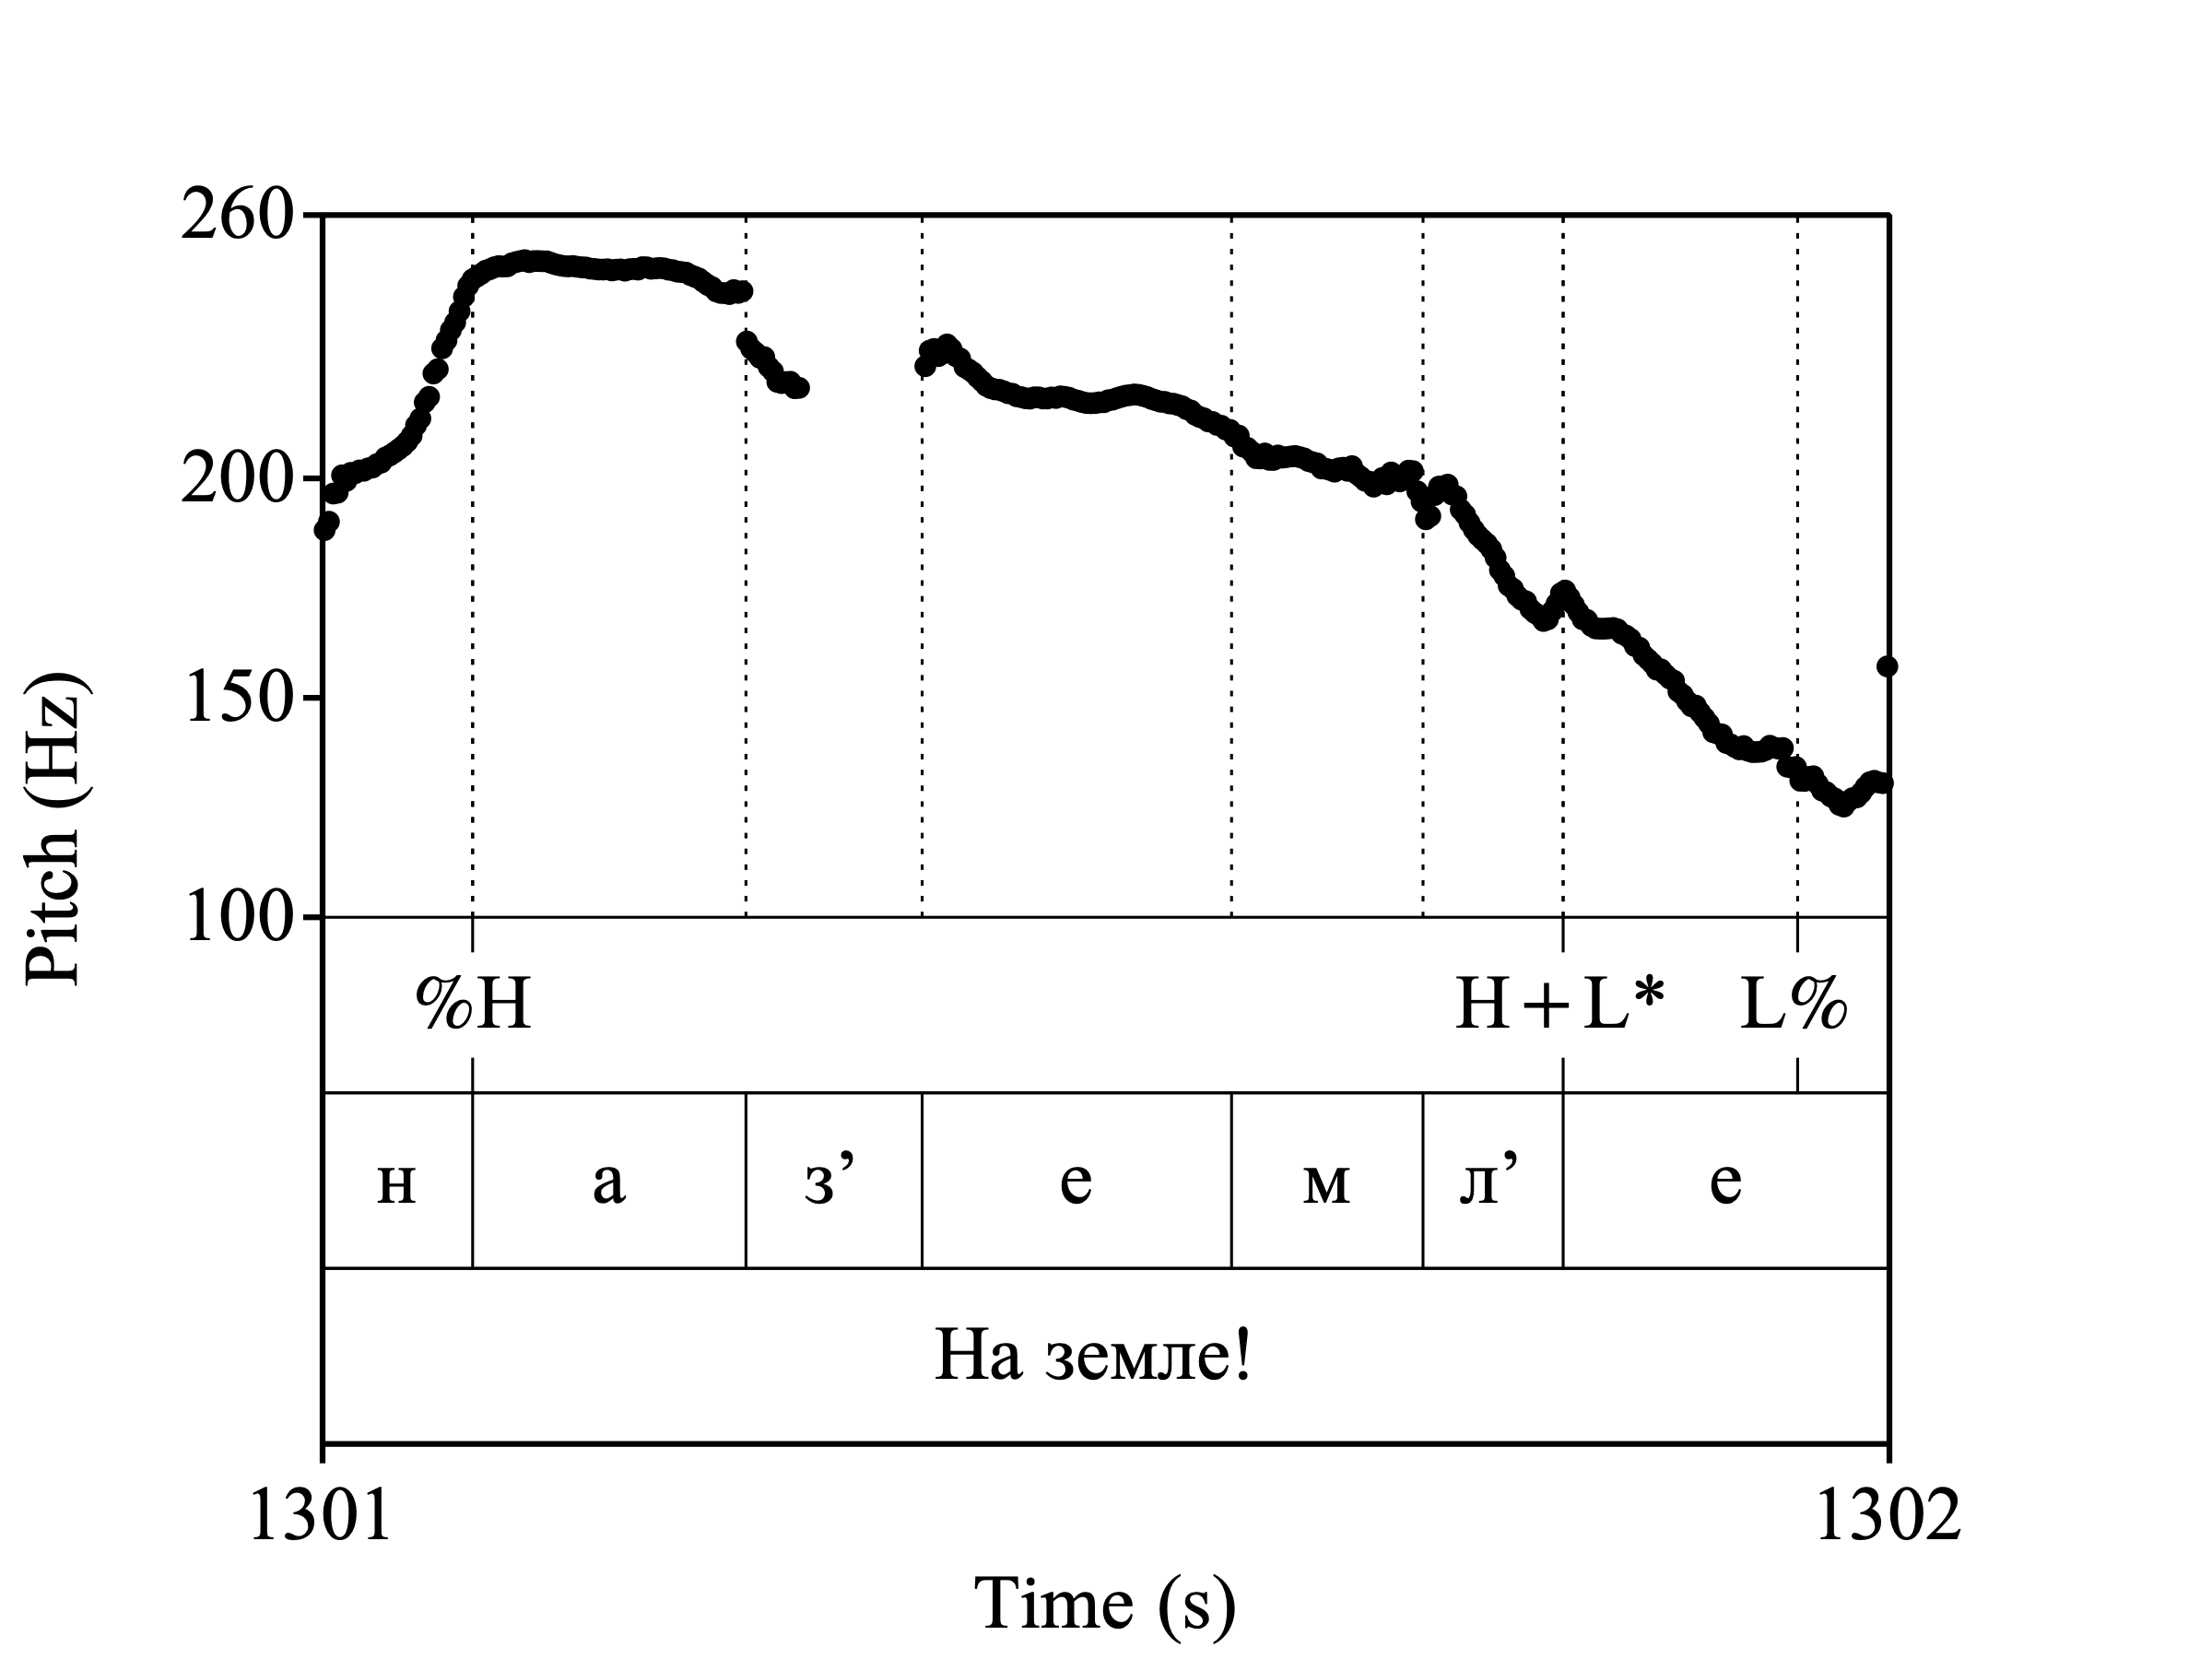 260
200
150
100
Pitch (Hz)
%H H+L* L%
н а з’ е м л’ е
На земле!
1301 1302
Time (s)